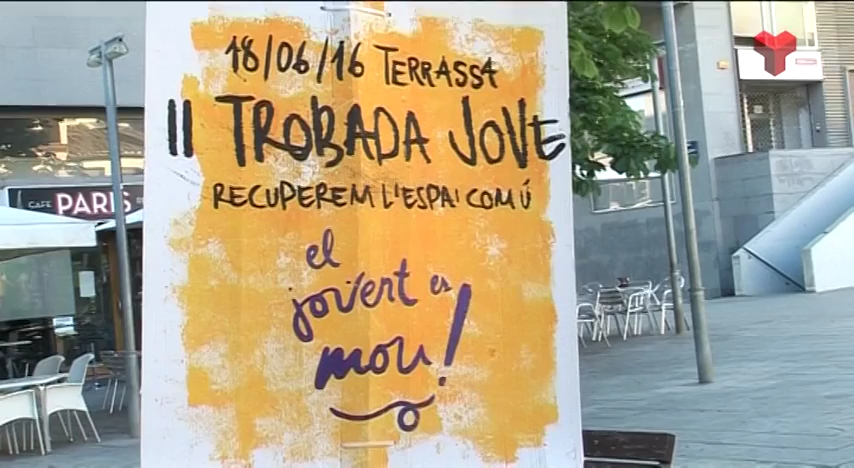 18/06/16 TERRASSA
II TROBADA JOVE
RECUPEREM L'ESPAI COMÚ
el
jovent es
mou!
CAFE PARIS